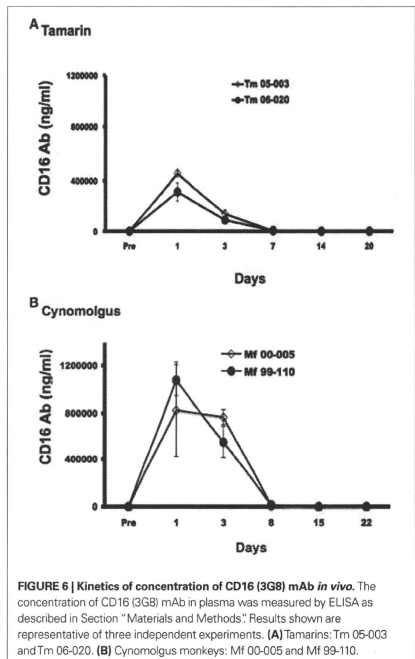 A Tamarin
1200000
Tm 05-003
Tm 06-020
800000
CD16 Ab (ng/ml)
400000
0
Pre 1 3 7 14 20
Days
B Cynomolgus
Mf 00-005
1200000
Mf 99-110
CD16 Ab (ng/ml)
800000
400000
0
Pre 1 3 8 15 22
Days
FIGURE 6 | Kinetics of concentration of CD16 (3G8) mAb in vivo. The
concentration of CD16 (3G8) mAb in plasma was measured by ELISA as
described in Section "Materials and Methods". Results shown are
representative of three independent experiments. (A) Tamarins: Tm 05-003
and Tm 06-020. (B) Cynomolgus monkeys: Mf 00-005 and Mf 99-110.